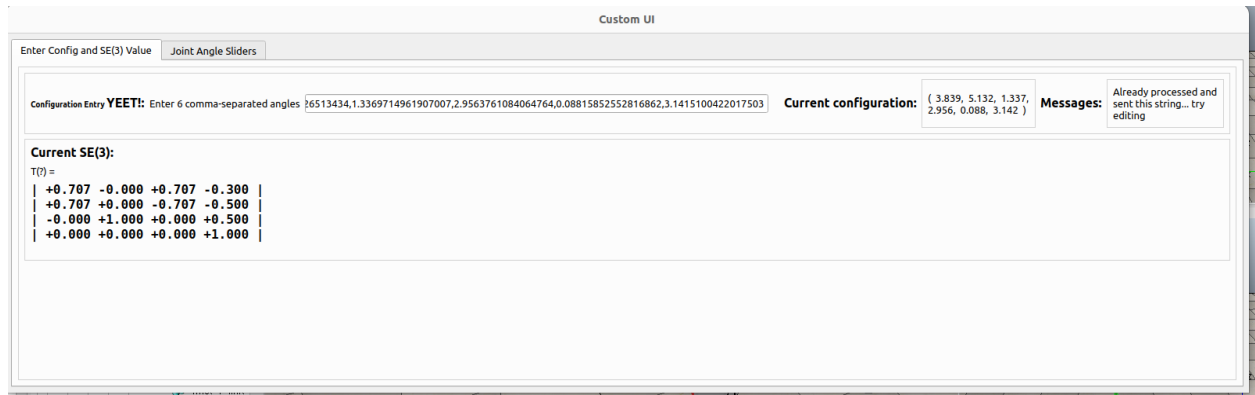 Custom UI
Enter Config and SE(3) Value
Joint Angle Sliders
Configuration Entry YEET!: Enter 6 comma-separated angles 26513434,1.3369714961907007,2.9563761084064764,0.08815852552816862,3.1415100422017503
Current configuration:
( 3.839, 5.132, 1.337,
2.956, 0.088, 3.142 )
Messages:
Already processed and
sent this string... try
editing
Current SE(3):
T(?) =
| +0.707 -0.000 +0.707 -0.300 |
| +0.707 +0.000 -0.707 -0.500 |
| -0.000 +1.000 +0.000 +0.500 |
| +0.000 +0.000 +0.000 +1.000 |